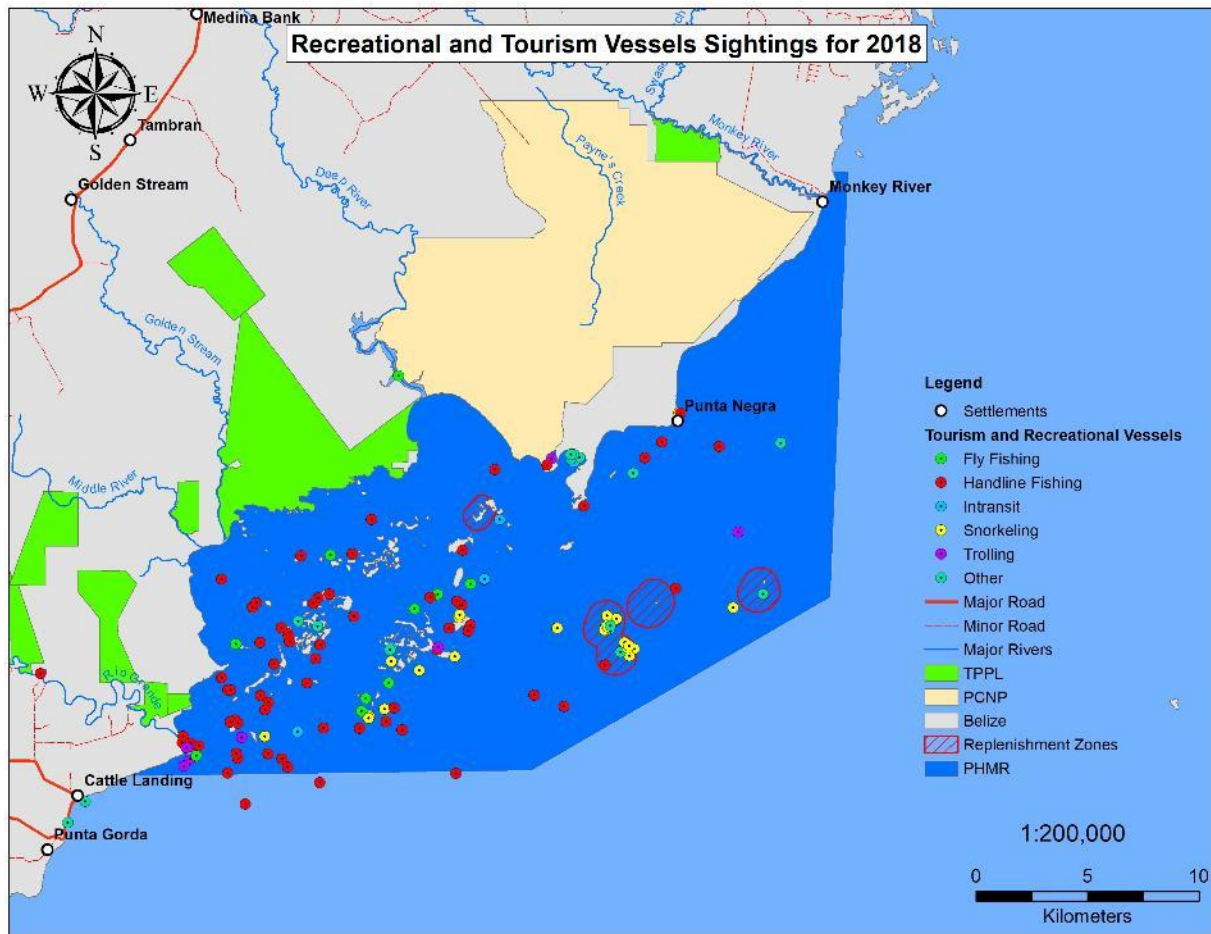 Medina Bank
Recreational and Tourism Vessels Sightings for 2018
N
W
E
S
Tambran
Golden Stream
Deep River
Payne's Creek
Monkey River
Monkey River
Golden Stream
Punta Negra
Middle River
Rio Grande
Cattle Landing
Punta Gorda
Legend
Settlements
Tourism and Recreational Vessels
Fly Fishing
Handline Fishing
Intransit
Snorkeling
Trolling
Other
Major Road
Minor Road
Major Rivers
TPPL
PCNP
Belize
Replenishment Zones
PHMR
1:200,000
0 5 10
Kilometers